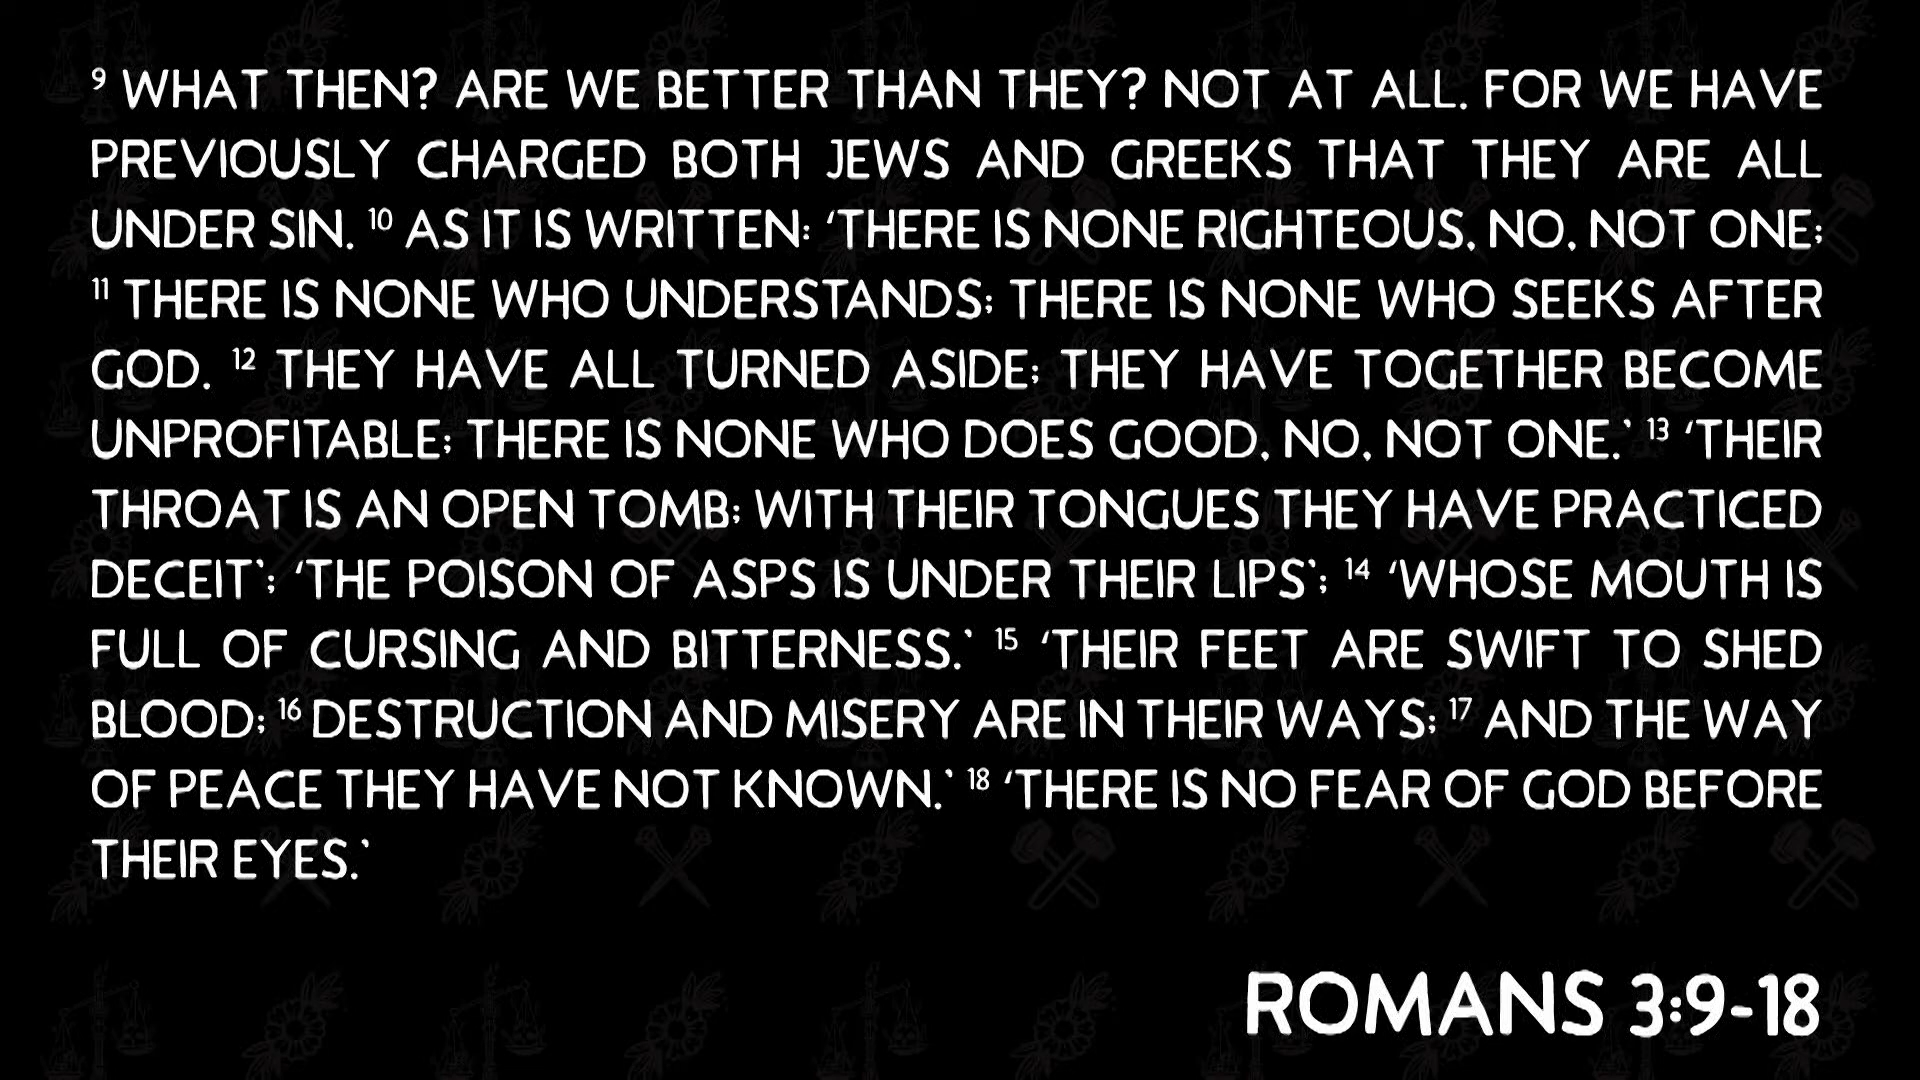 ⁹ WHAT THEN? ARE WE BETTER THAN THEY? NOT AT ALL. FOR WE HAVE
PREVIOUSLY CHARGED BOTH JEWS AND GREEKS THAT THEY ARE ALL
UNDER SIN. ¹⁰ AS IT IS WRITTEN: ‘THERE IS NONE RIGHTEOUS, NO, NOT ONE;
¹¹ THERE IS NONE WHO UNDERSTANDS; THERE IS NONE WHO SEEKS AFTER
GOD. ¹² THEY HAVE ALL TURNED ASIDE; THEY HAVE TOGETHER BECOME
UNPROFITABLE; THERE IS NONE WHO DOES GOOD, NO, NOT ONE.’ ¹³ ‘THEIR
THROAT IS AN OPEN TOMB; WITH THEIR TONGUES THEY HAVE PRACTICED
DECEIT’; ‘THE POISON OF ASPS IS UNDER THEIR LIPS’; ¹⁴ ‘WHOSE MOUTH IS
FULL OF CURSING AND BITTERNESS.’ ¹⁵ ‘THEIR FEET ARE SWIFT TO SHED
BLOOD; ¹⁶ DESTRUCTION AND MISERY ARE IN THEIR WAYS; ¹⁷ AND THE WAY
OF PEACE THEY HAVE NOT KNOWN.’ ¹⁸ ‘THERE IS NO FEAR OF GOD BEFORE
THEIR EYES.’
ROMANS 3:9-18